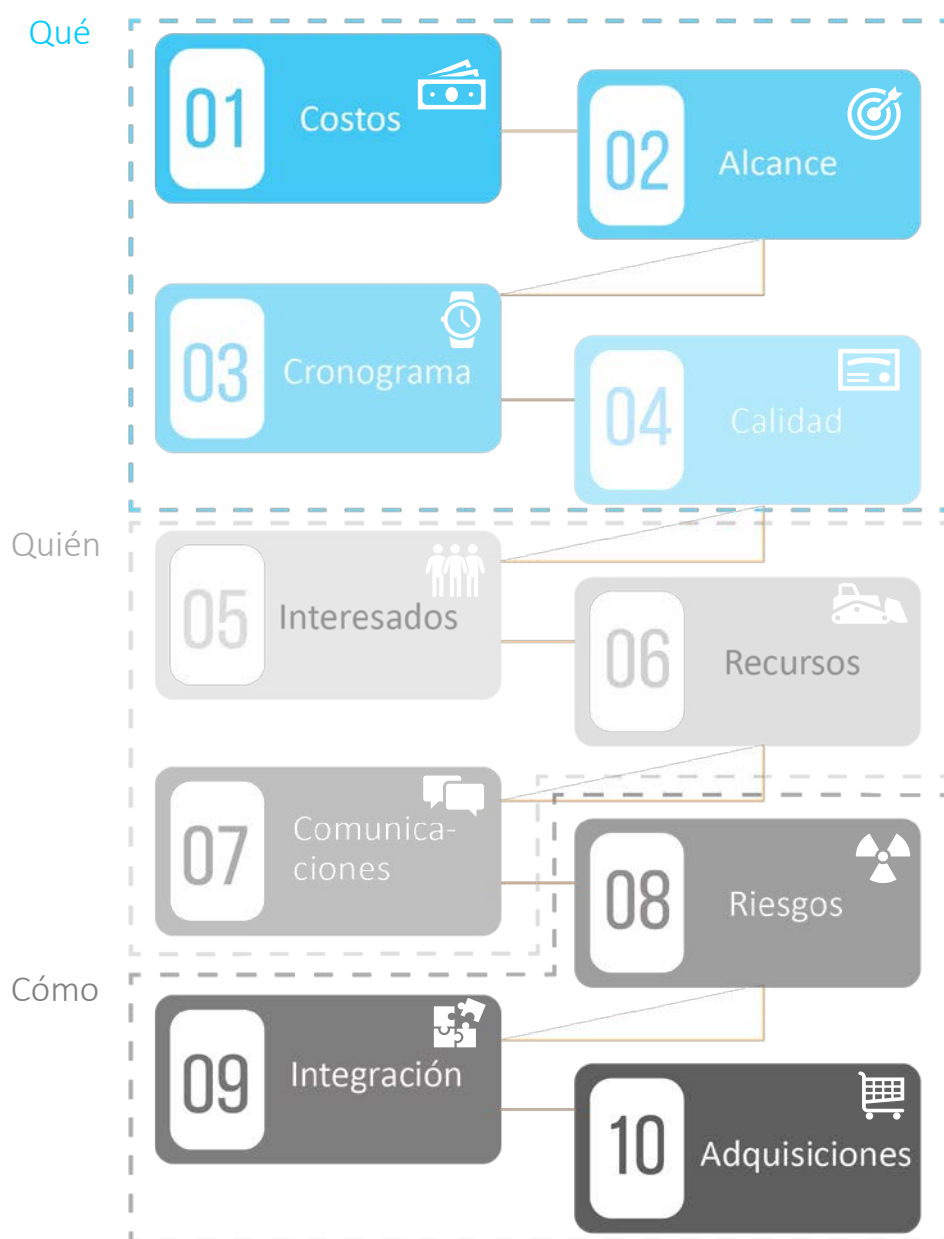 Qué
01
Costos
02
Alcance
03
Cronograma
04
Calidad
Quién
05
Interesados
06
Recursos
07
Comunica-
ciones
08
Riesgos
Cómo
09
Integración
10
Adquisiciones